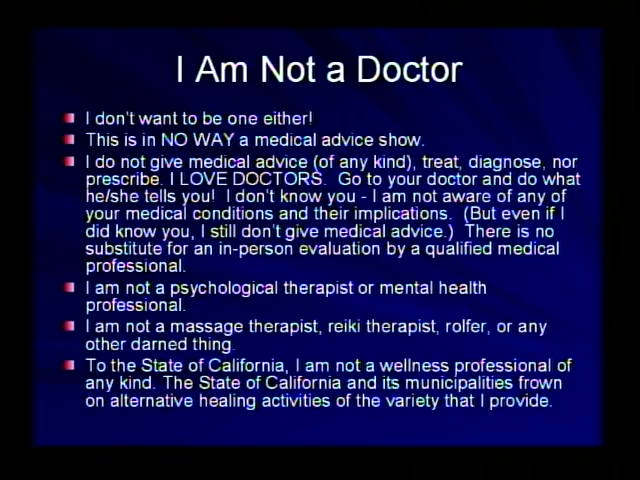 I Am Not a Doctor
I don't want to be one either!
This is in NO WAY a medical advice show.
I do not give medical advice (of any kind), treat, diagnose, nor
prescribe. I LOVE DOCTORS.  Go to your doctor and do what
he/she tells you!  I don't know you - I am not aware of any of
your medical conditions and their implications.  (But even if I
did know you, I still don't give medical advice.)  There is no
substitute for an in-person evaluation by a qualified medical
professional.
I am not a psychological therapist or mental health
professional.
I am not a massage therapist, reiki therapist, rolfer, or any
other darned thing.
To the State of California, I am not a wellness professional of
any kind. The State of California and its municipalities frown
on alternative healing activities of the variety that I provide.